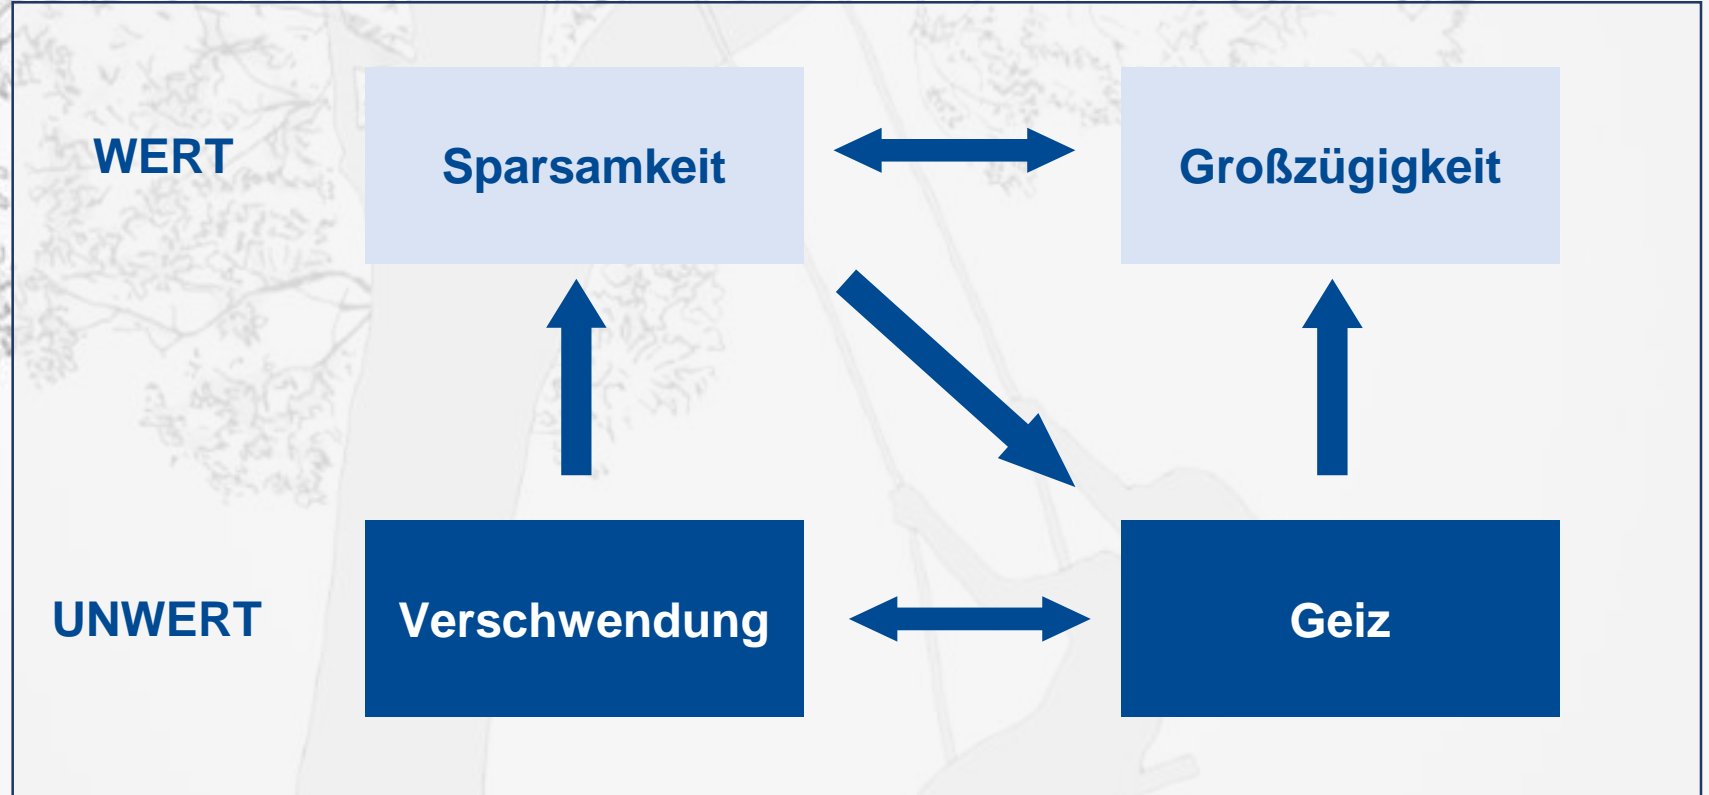 WERT
Sparsamkeit
Großzügigkeit
UNWERT
Verschwendung
Geiz